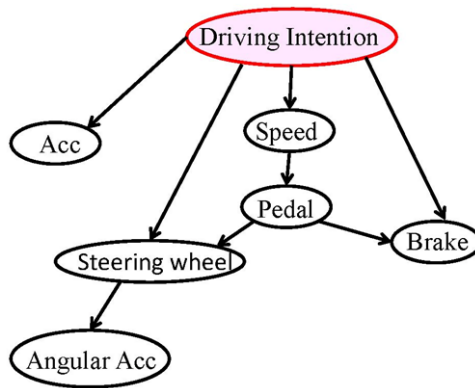 Driving Intention
Acc
Speed
Pedal
Brake
Steering wheel
Angular Acc